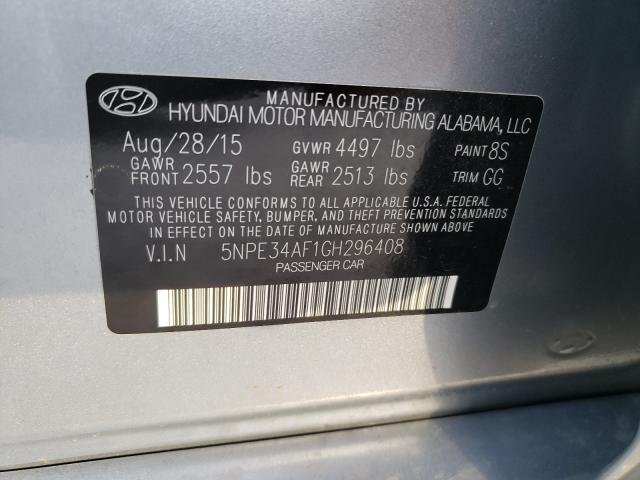 MANUFACTURED BY
HYUNDAI MOTOR MANUFACTURING ALABAMA, LLC
Aug/28/15 GVWR 4497 lbs PAINT 8S
GAWR FRONT 2557 lbs GAWR REAR 2513 lbs TRIM GG
THIS VEHICLE CONFORMS TO ALL APPLICABLE U.S.A. FEDERAL
MOTOR VEHICLE SAFETY, BUMPER, AND THEFT PREVENTION STANDARDS
IN EFFECT ON THE DATE OF MANUFACTURE SHOWN ABOVE
V.I.N 5NPE34AF1GH296408
PASSENGER CAR